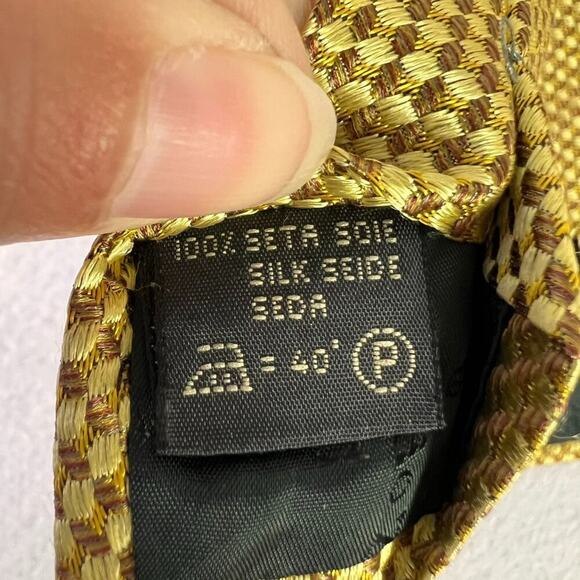 100% SETA SOIE
SILK SEIDE
SEDA
= 40° P